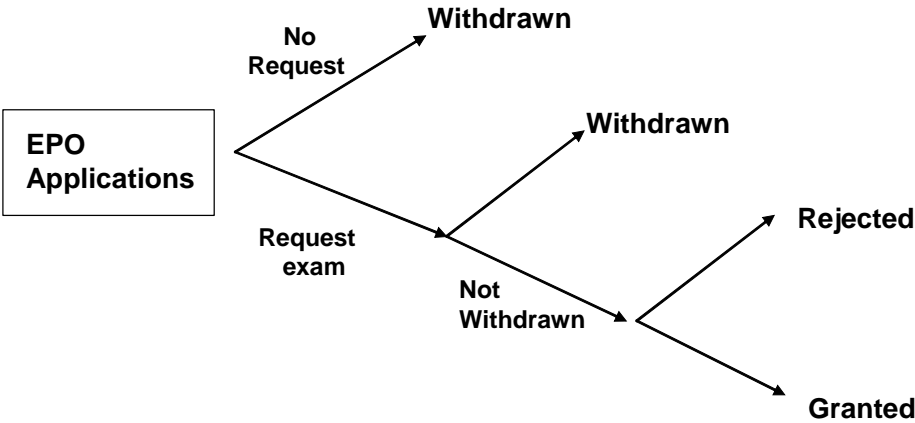 Withdrawn
No
Request
EPO
Applications
Withdrawn
Request
exam
Rejected
Not
Withdrawn
Granted